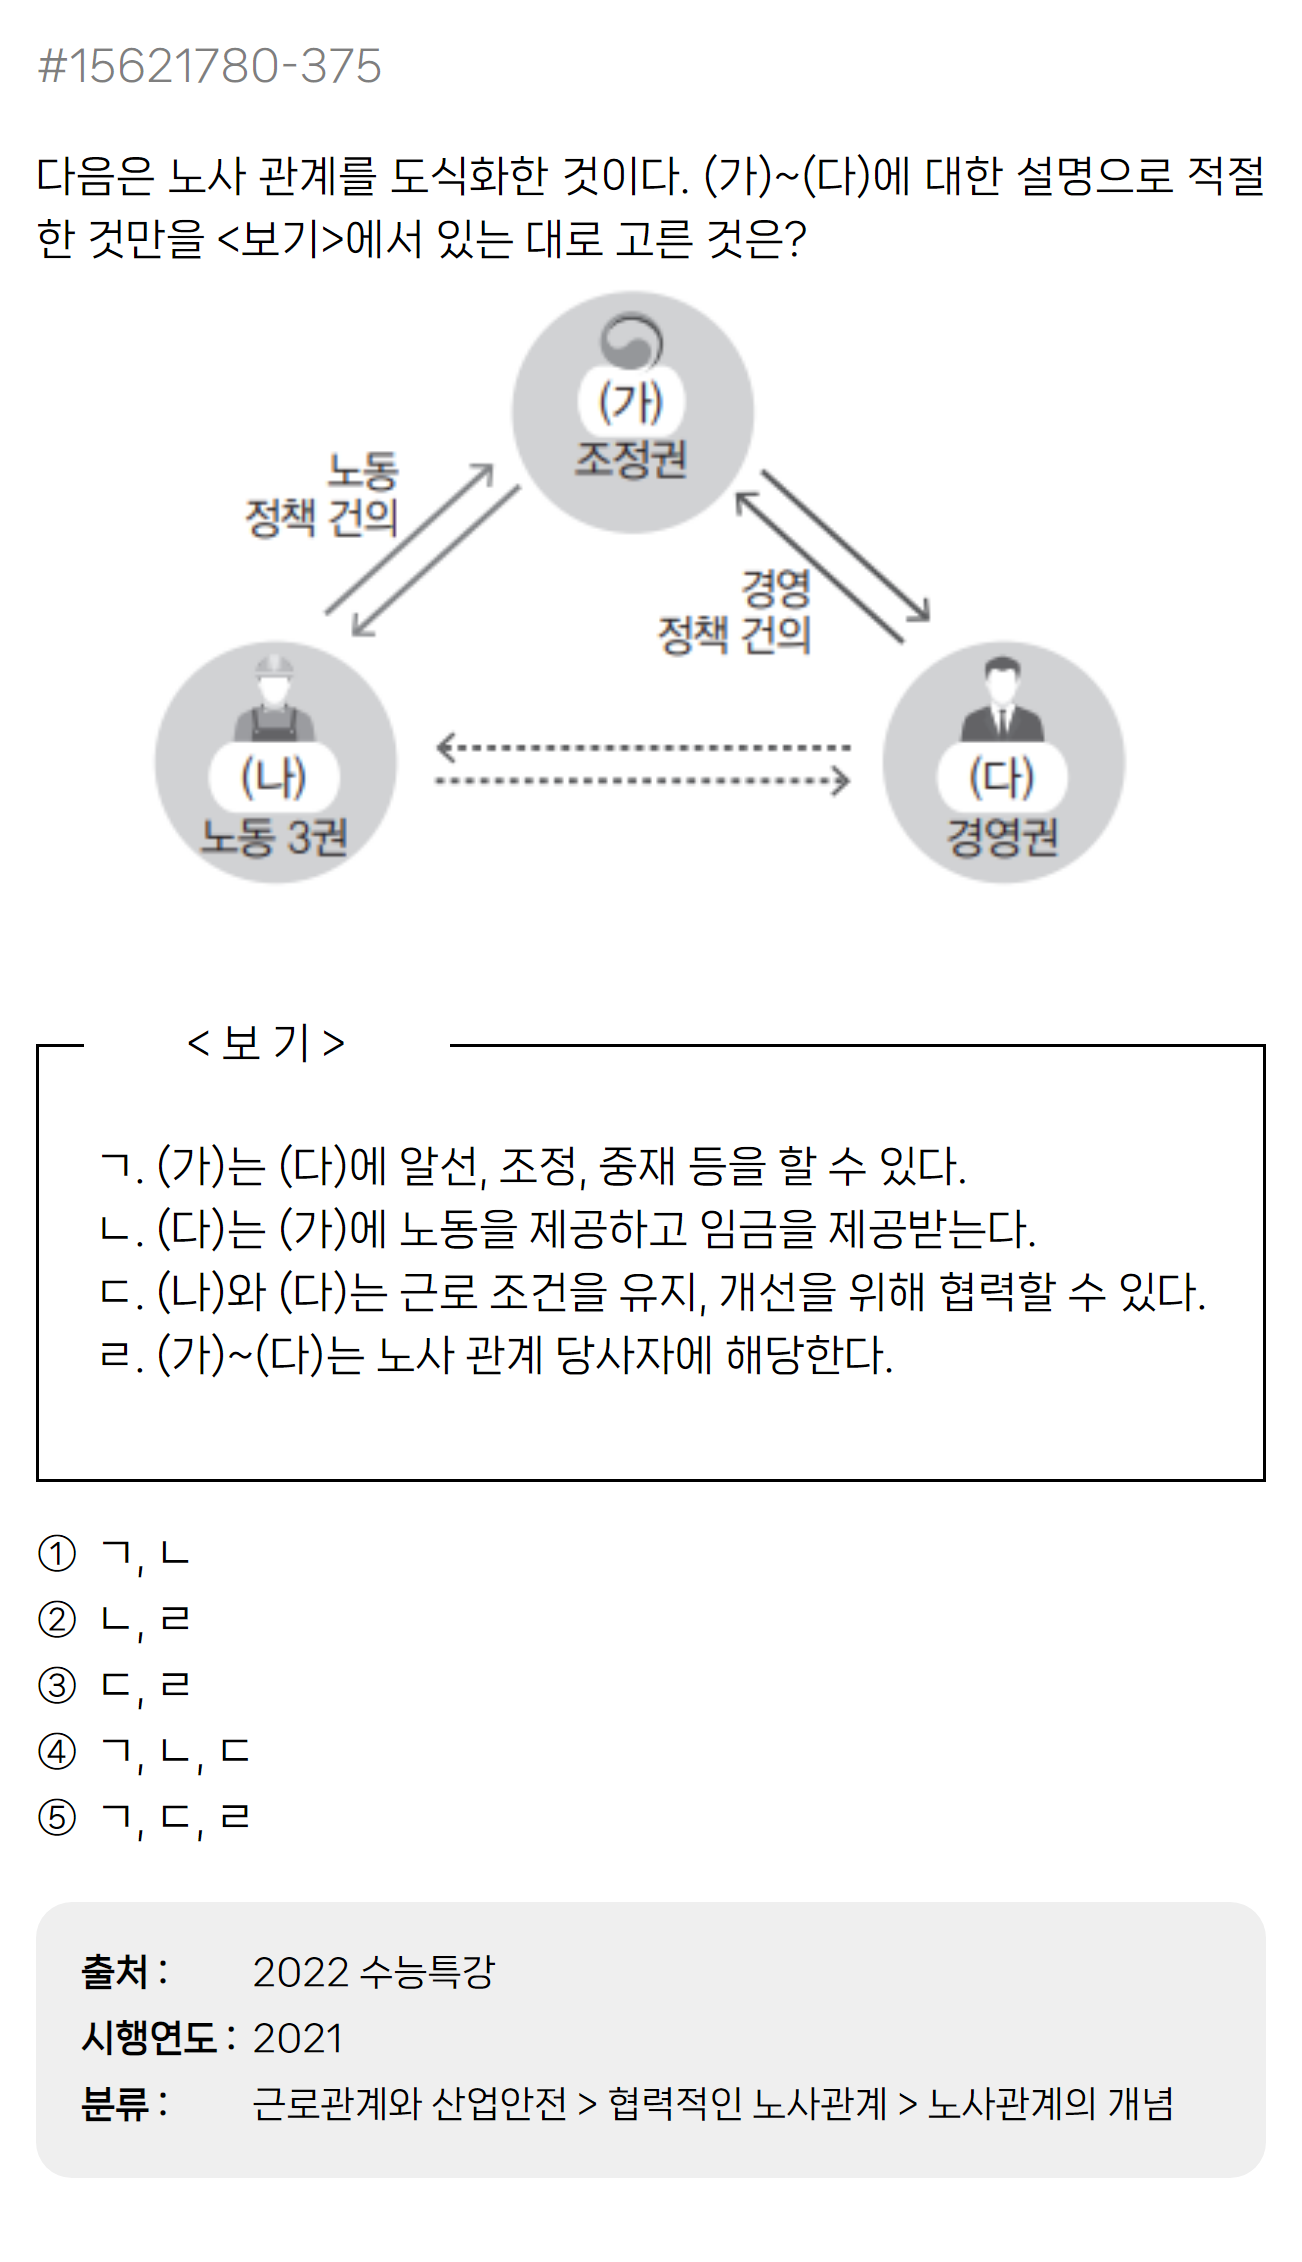 #15621780-375
다음은 노사 관계를 도식화한 것이다. (가)~(다)에 대한 설명으로 적절
한 것만을 <보기>에서 있는 대로 고른 것은?
(가)
조정권
노동
정책 건의
경영
정책 건의
(나)
노동 3권
(다)
경영권
< 보 기 >
ㄱ. (가)는 (다)에 알선, 조정, 중재 등을 할 수 있다.
ㄴ. (다)는 (가)에 노동을 제공하고 임금을 제공받는다.
ㄷ. (나)와 (다)는 근로 조건을 유지, 개선을 위해 협력할 수 있다.
ㄹ. (가)~(다)는 노사 관계 당사자에 해당한다.
① ㄱ, ㄴ
② ㄴ, ㄹ
③ ㄷ, ㄹ
④ ㄱ, ㄴ, ㄷ
⑤ ㄱ, ㄷ, ㄹ
출처 : 2022 수능특강
시행연도 : 2021
분류 : 근로관계와 산업안전 > 협력적인 노사관계 > 노사관계의 개념